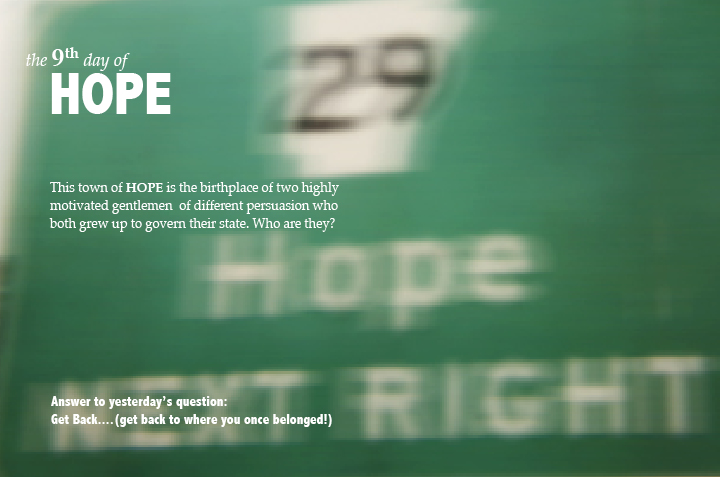 the 9th day of
HOPE
29
This town of HOPE is the birthplace of two highly
motivated gentlemen of different persuasion who
both grew up to govern their state. Who are they?
Hope
NEXT RIGHT
Answer to yesterday's question:
Get Back....(get back to where you once belonged!)